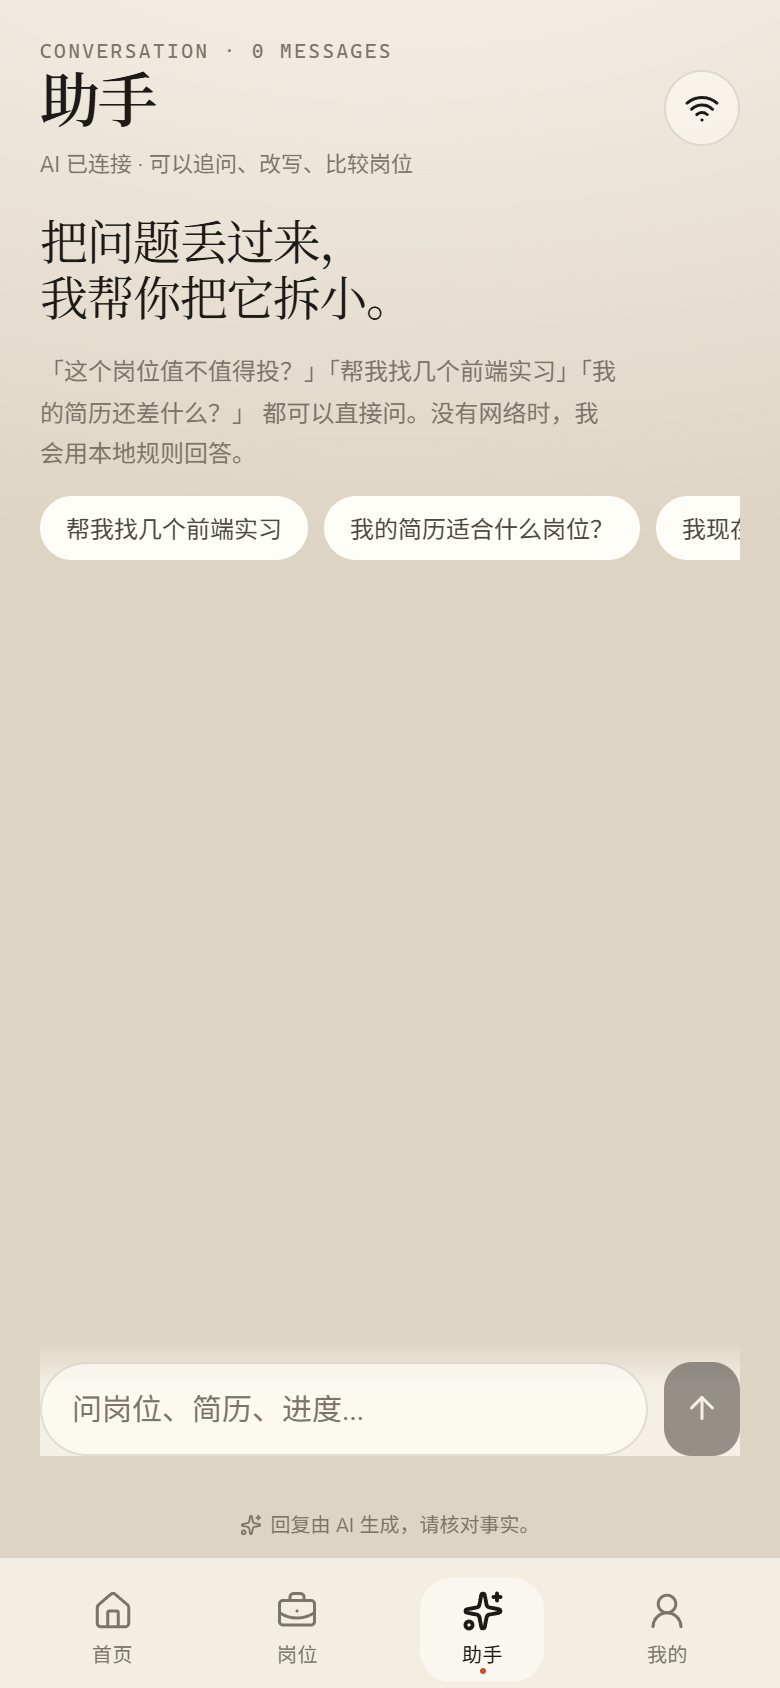 CONVERSATION · 0 MESSAGES
助手
AI 已连接 · 可以追问、改写、比较岗位
把问题丢过来，
我帮你把它拆小。
「这个岗位值不值得投？」「帮我找几个前端实习」「我
的简历还差什么？」 都可以直接问。没有网络时，我
会用本地规则回答。
帮我找几个前端实习
我的简历适合什么岗位？
我现在
问岗位、简历、进度...
回复由 AI 生成，请核对事实。
首页
岗位
助手
我的